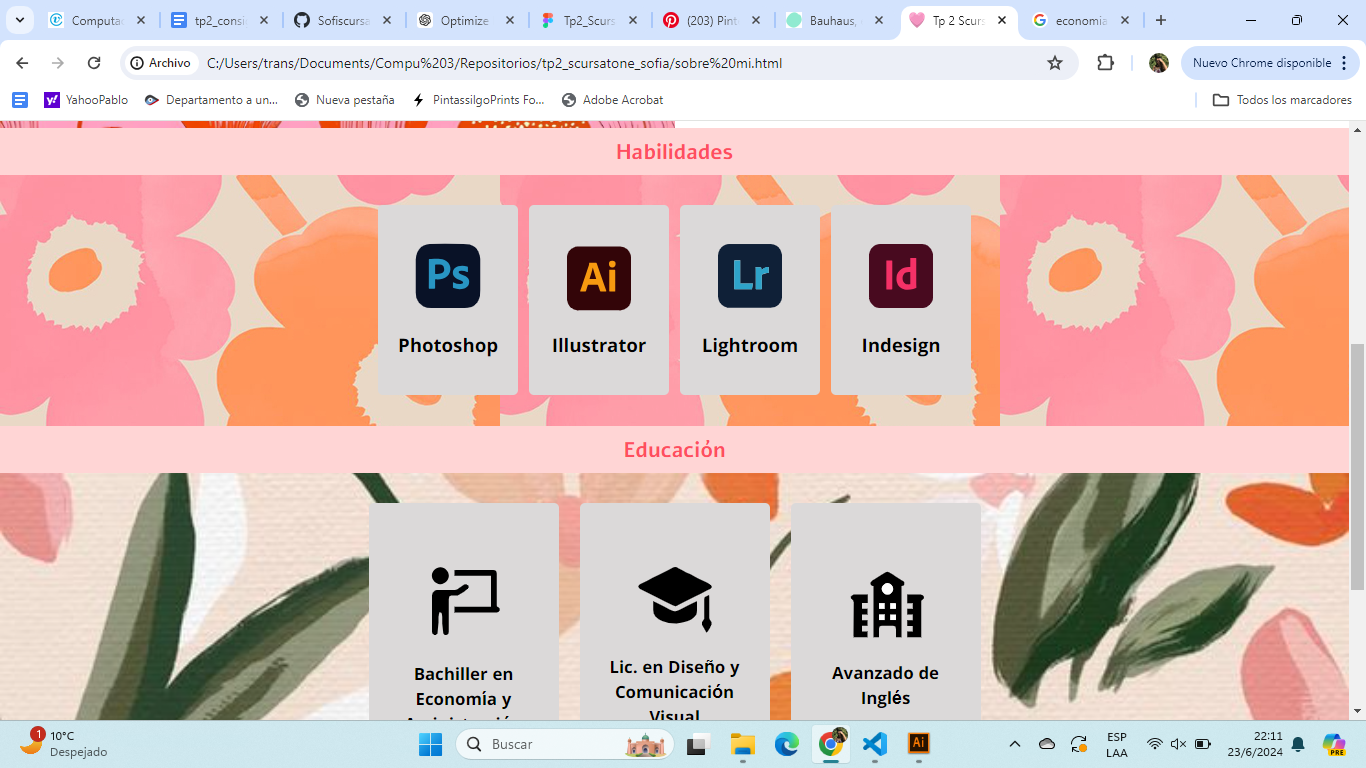 Computac
tp2_consi
Sofiscursa
Optimize
Tp2_Scurs
(203) Pint
Bauhaus,
Tp 2 Scurs
economia
Archivo
C:/Users/trans/Documents/Compu%203/Repositorios/tp2_scursatone_sofia/sobre%20mi.html
Nuevo Chrome disponible
YahooPablo
Departamento a un...
Nueva pestaña
PintassilgoPrints Fo...
Adobe Acrobat
Todos los marcadores
Habilidades
Ps
Ai
Lr
Id
Photoshop
Illustrator
Lightroom
Indesign
Educación
Bachiller en
Economía y
Lic. en Diseño y
Comunicación
Visual
Avanzado de
Inglés
1
10°C
Despejado
Buscar
Ai
PRE
ESP
LAA
22:11
23/6/2024